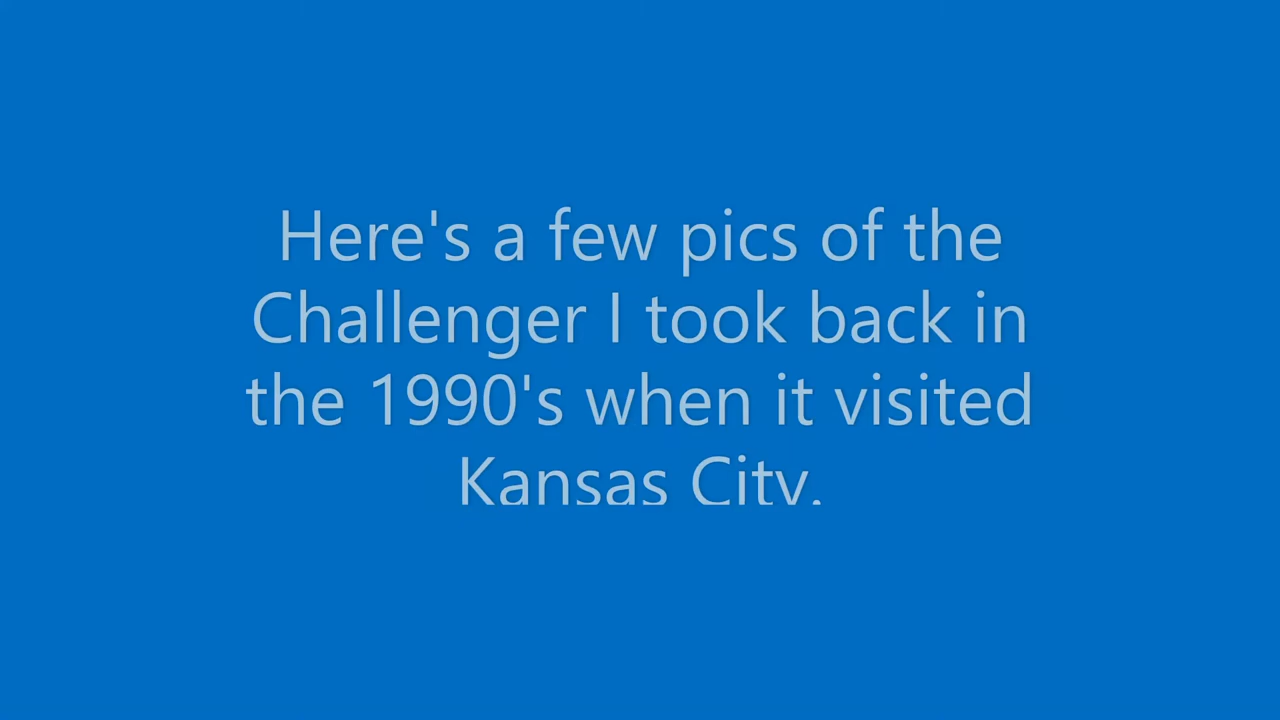 Here's a few pics of the
Challenger I took back in
the 1990's when it visited
Kansas City.